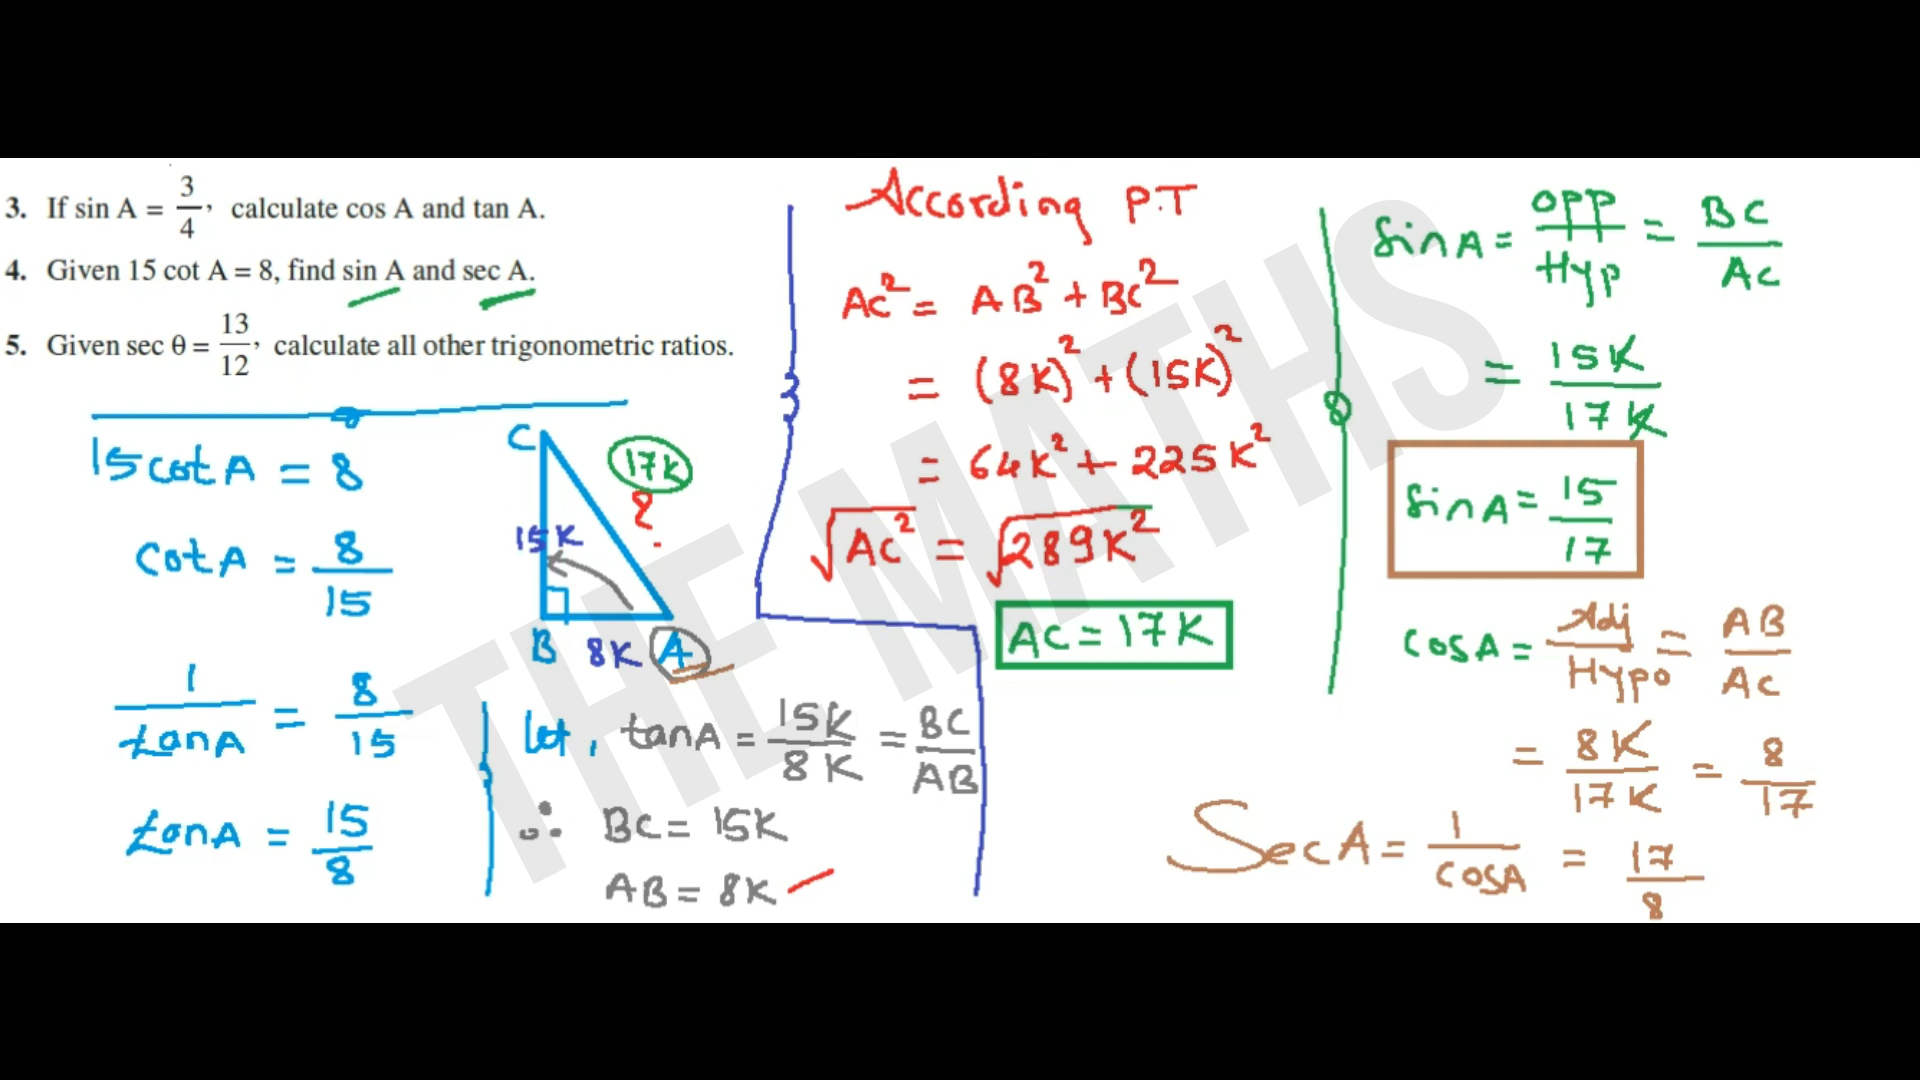 3. If sin A = 3/4, calculate cos A and tan A.
4. Given 15 cot A = 8, find sin A and sec A.
5. Given sec θ = 13/12, calculate all other trigonometric ratios.
15 cot A = 8
cot A = 8/15
1/tan A = 8/15
tan A = 15/8
C
17K
?
15K
B 8K A
let, tan A = 15K/8K = BC/AB
∴ BC = 15K
AB = 8K
According P.T
AC² = AB² + BC²
= (8K)² + (15K)²
= 64K² + 225K²
√AC² = √289K²
AC = 17K
Sin A = opp/Hyp = BC/AC
= 15K/17K
Sin A = 15/17
Cos A = Adj/Hypo = AB/AC
= 8K/17K = 8/17
Sec A = 1/Cos A = 17/8
THE MATHS